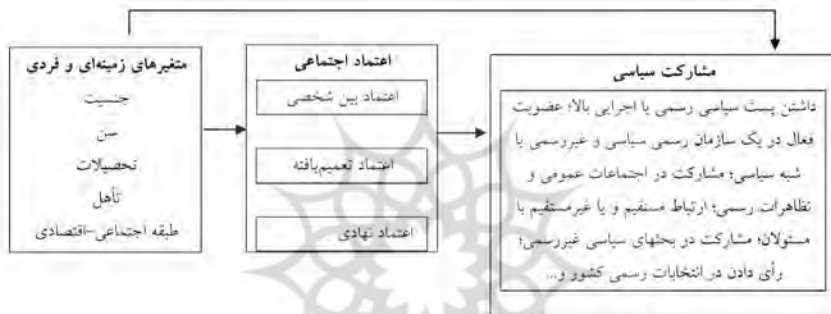 متغیرهای زمینه‌ای و فردی
جنسیت
سن
تحصیلات
تأهل
طبقه اجتماعی-اقتصادی
اعتماد اجتماعی
اعتماد بین شخصی
اعتماد تعمیم‌یافته
اعتماد نهادی
مشارکت سیاسی
داشتن پست سیاسی رسمی یا اجرایی بالا؛ عضویت
فعال در یک سازمان رسمی سیاسی و غیررسمی یا
شبه سیاسی؛ مشارکت در اجتماعات عمومی و
تظاهرات رسمی؛ ارتباط مستقیم و یا غیرمستقیم با
مسئولان؛ مشارکت در بحثهای سیاسی غیررسمی؛
رأی دادن در انتخابات رسمی کشور و...